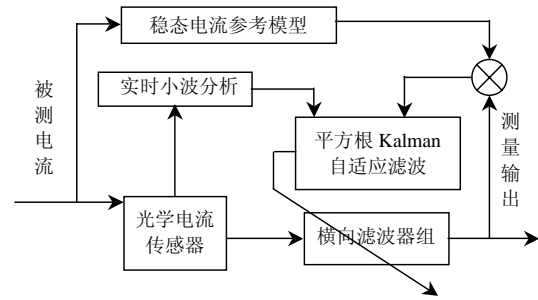 稳态电流参考模型
实时小波分析
被测电流
平方根 Kalman
自适应滤波
测量输出
光学电流
传感器
横向滤波器组